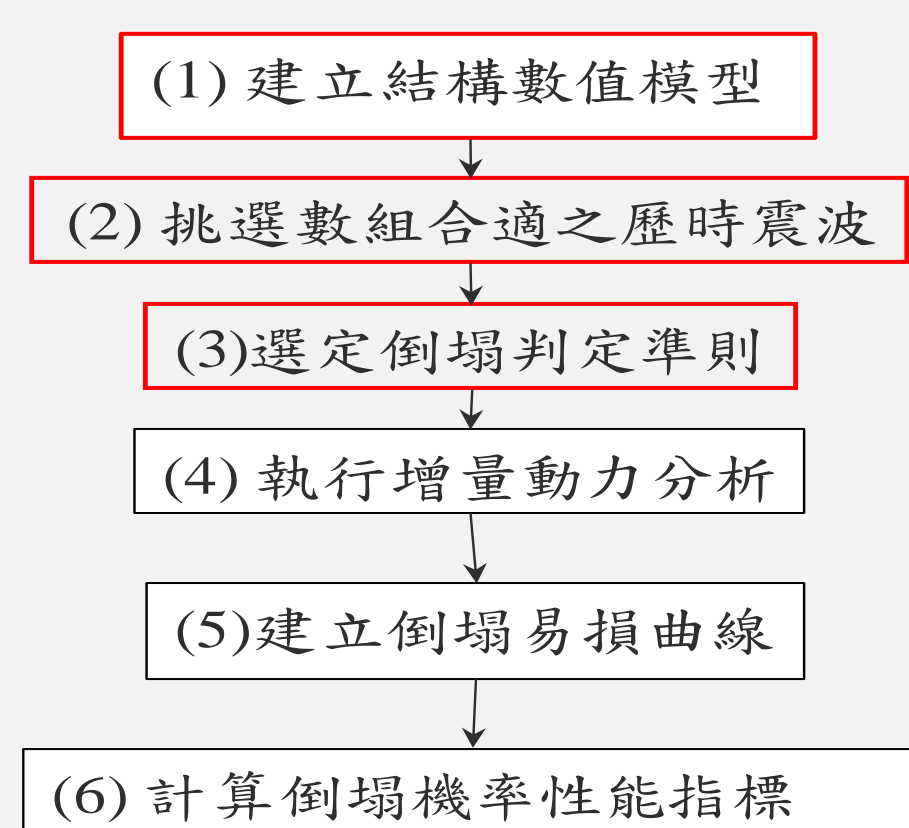 (1) 建立結構數值模型
(2) 挑選數組合適之歷時震波
(3)選定倒塌判定準則
(4) 執行增量動力分析
(5)建立倒塌易損曲線
(6) 計算倒塌機率性能指標